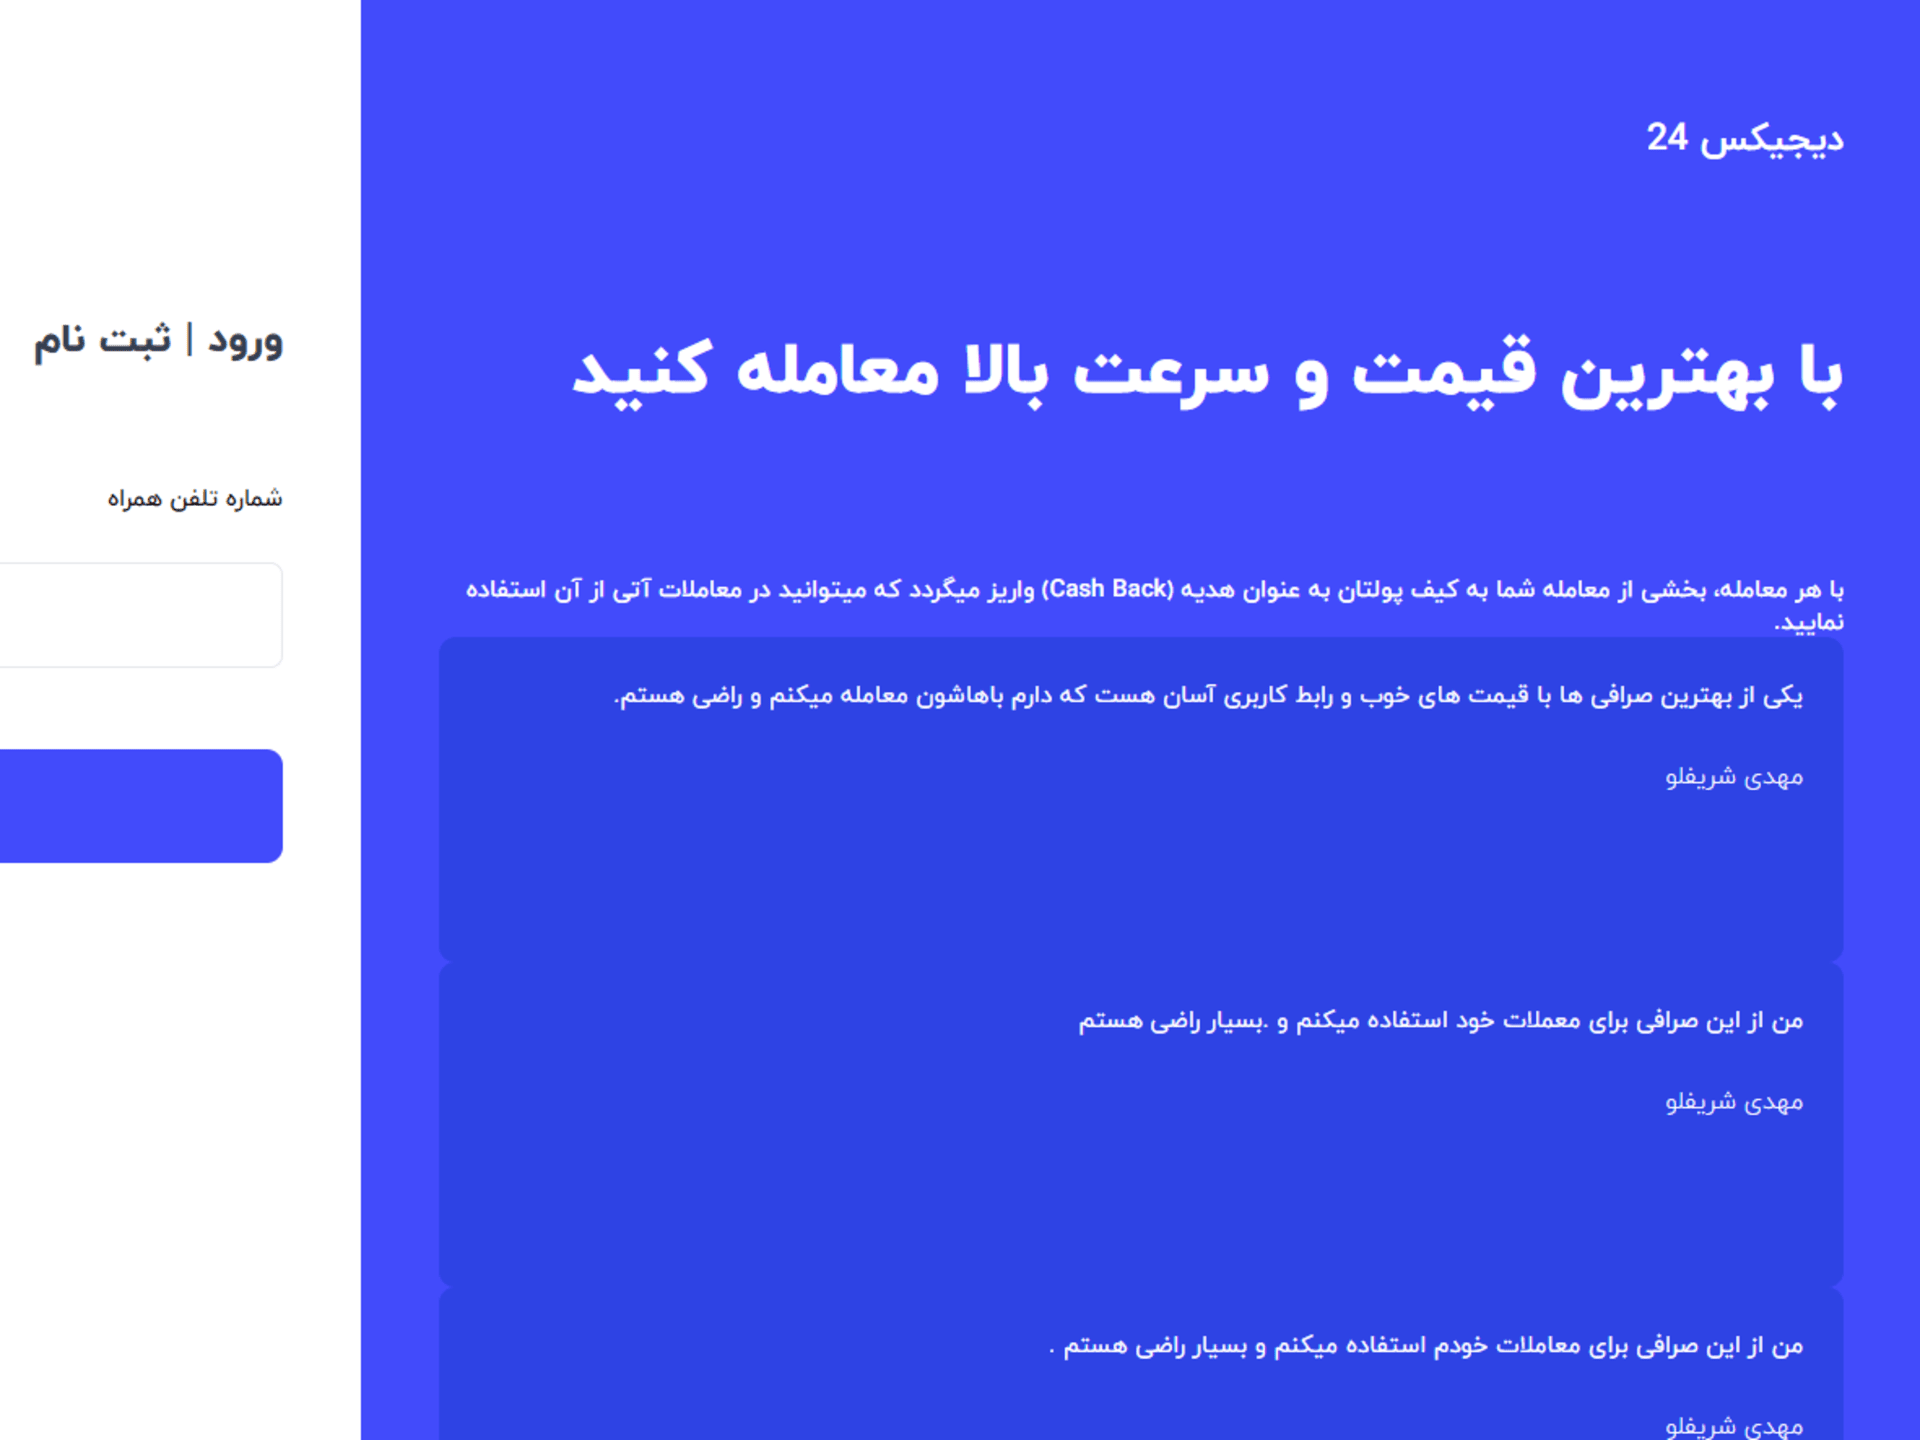 دیجیکس 24
با بهترین قیمت و سرعت بالا معامله کنید
با هر معامله، بخشی از معامله شما به کیف پولتان به عنوان هدیه (Cash Back) واریز میگردد که میتوانید در معاملات آتی از آن استفاده
نمایید.
یکی از بهترین صرافی ها با قیمت های خوب و رابط کاربری آسان هست که دارم باهاشون معامله میکنم و راضی هستم.
مهدی شریفلو
من از این صرافی برای معملات خود استفاده میکنم و .بسیار راضی هستم
مهدی شریفلو
من از این صرافی برای معاملات خودم استفاده میکنم و بسیار راضی هستم .
مهدی شریفلو
ورود | ثبت نام
شماره تلفن همراه